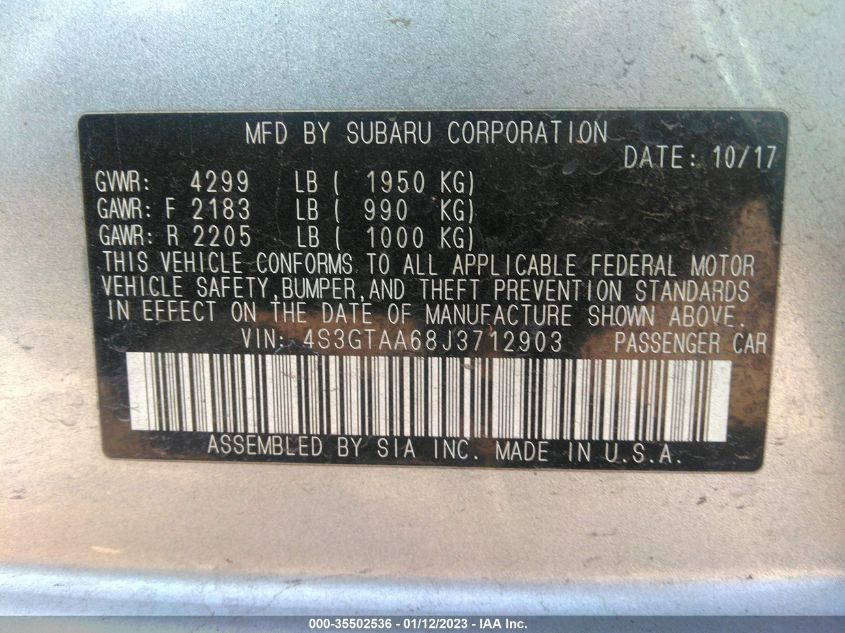 MFD BY SUBARU CORPORATION
DATE: 10/17
GVWR: 4299 LB ( 1950 KG)
GAWR: F 2183 LB ( 990 KG)
GAWR: R 2205 LB ( 1000 KG)
THIS VEHICLE CONFORMS TO ALL APPLICABLE FEDERAL MOTOR
VEHICLE SAFETY,BUMPER,AND THEFT PREVENTION STANDARDS
IN EFFECT ON THE DATE OF MANUFACTURE SHOWN ABOVE.
VIN: 4S3GTAA68J3712903 PASSENGER CAR
ASSEMBLED BY SIA INC. MADE IN U.S.A.
000-35502536 - 01/12/2023 - IAA Inc.